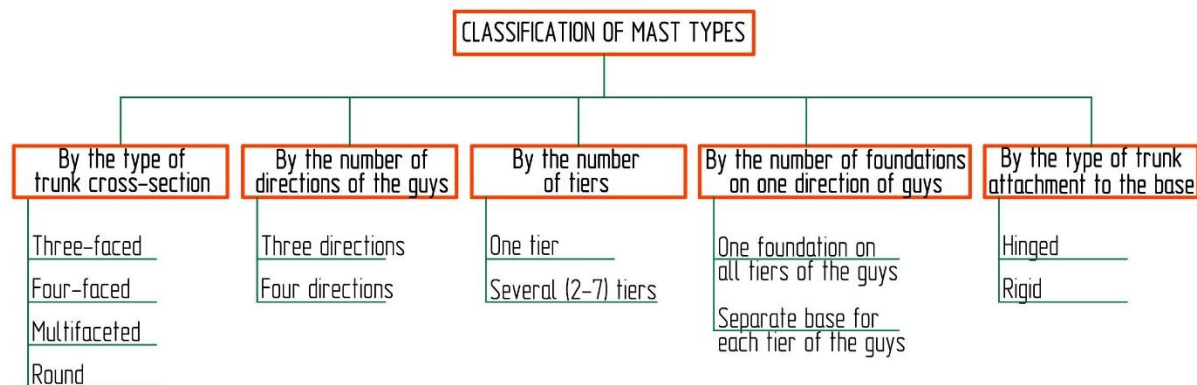 CLASSIFICATION OF MAST TYPES
By the type of
trunk cross-section
Three-faced
Four-faced
Multifaceted
Round
By the number of
directions of the guys
Three directions
Four directions
By the number
of tiers
One tier
Several (2-7) tiers
By the number of foundations
on one direction of guys
One foundation on
all tiers of the guys
Separate base for
each tier of the guys
By the type of trunk
attachment to the base
Hinged
Rigid